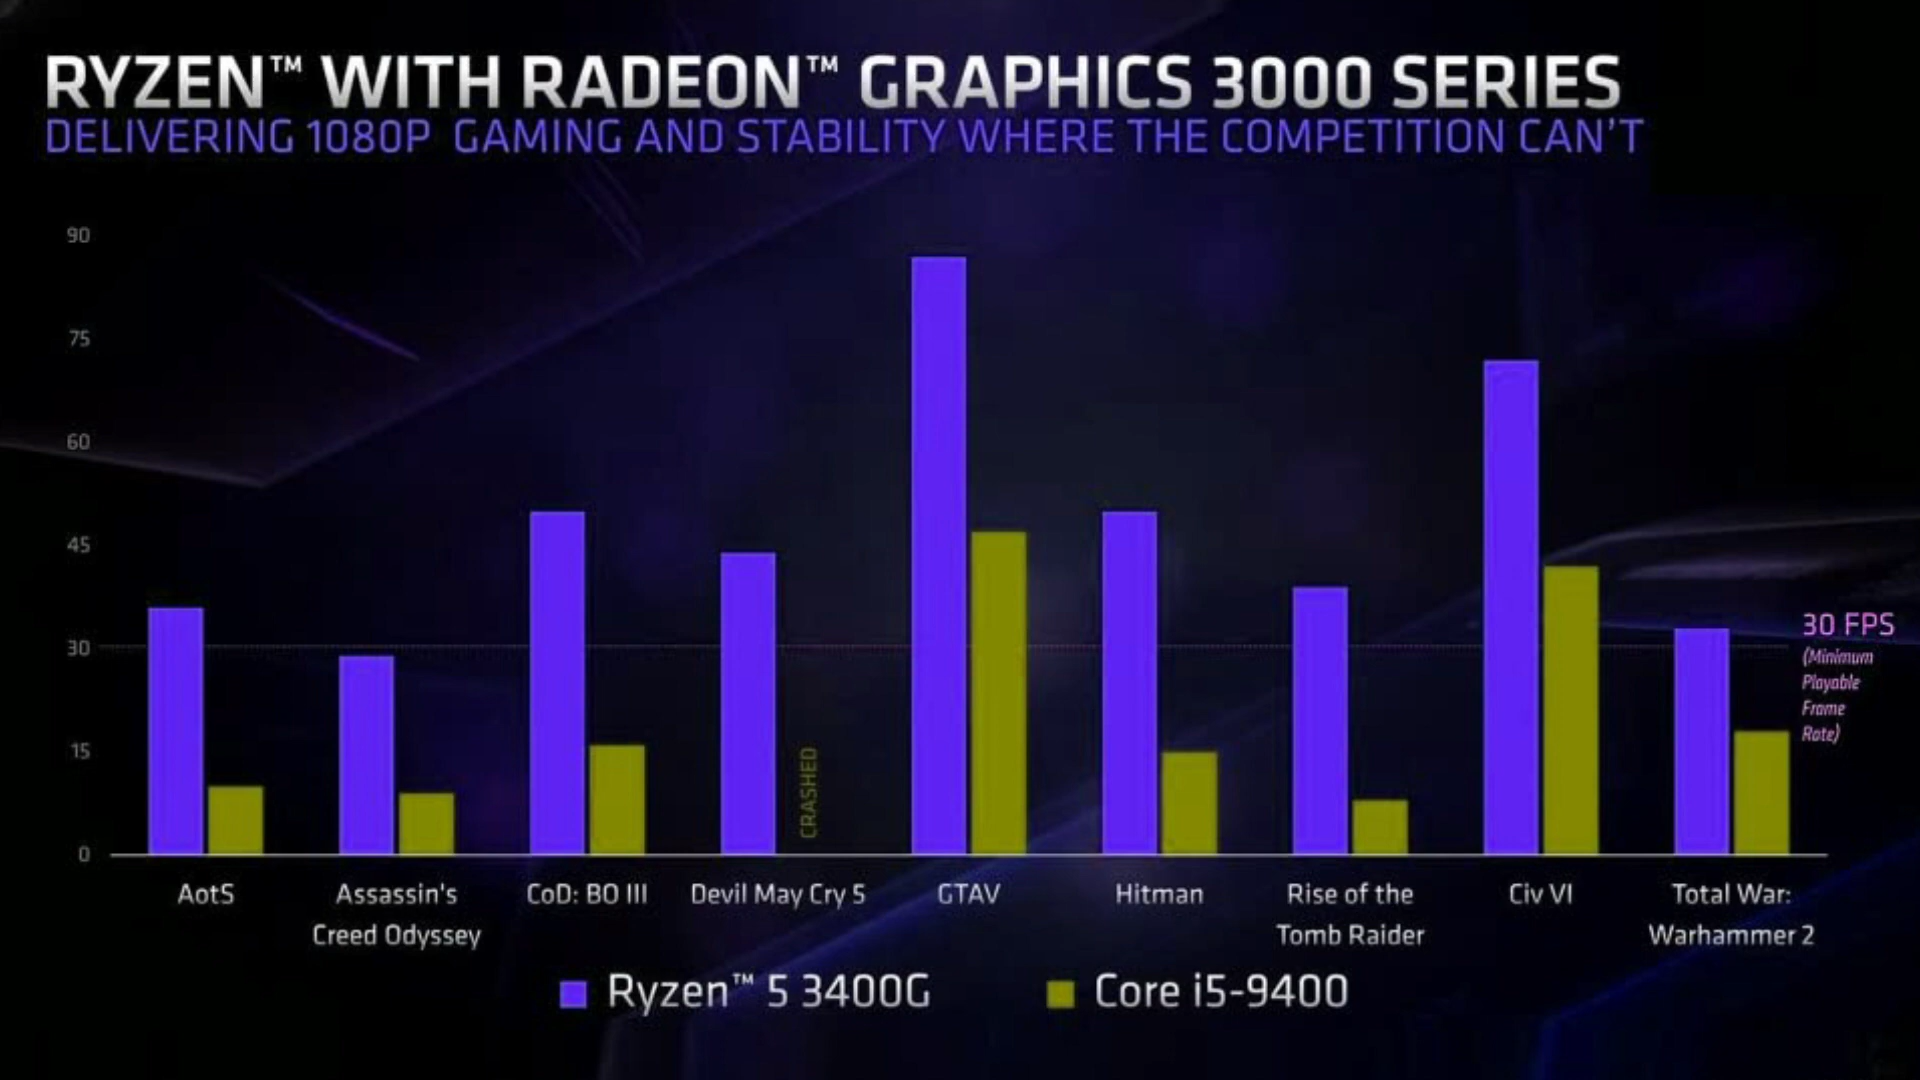 RYZEN™ WITH RADEON™ GRAPHICS 3000 SERIES
DELIVERING 1080P GAMING AND STABILITY WHERE THE COMPETITION CAN'T
90
75
60
45
30
15
0
30 FPS
(Minimum
Playable
Frame
Rate)
CRASHED
AotS
Assassin's
Creed Odyssey
CoD: BO III
Devil May Cry 5
GTAV
Hitman
Rise of the
Tomb Raider
Civ VI
Total War:
Warhammer 2
Ryzen™ 5 3400G
Core i5-9400